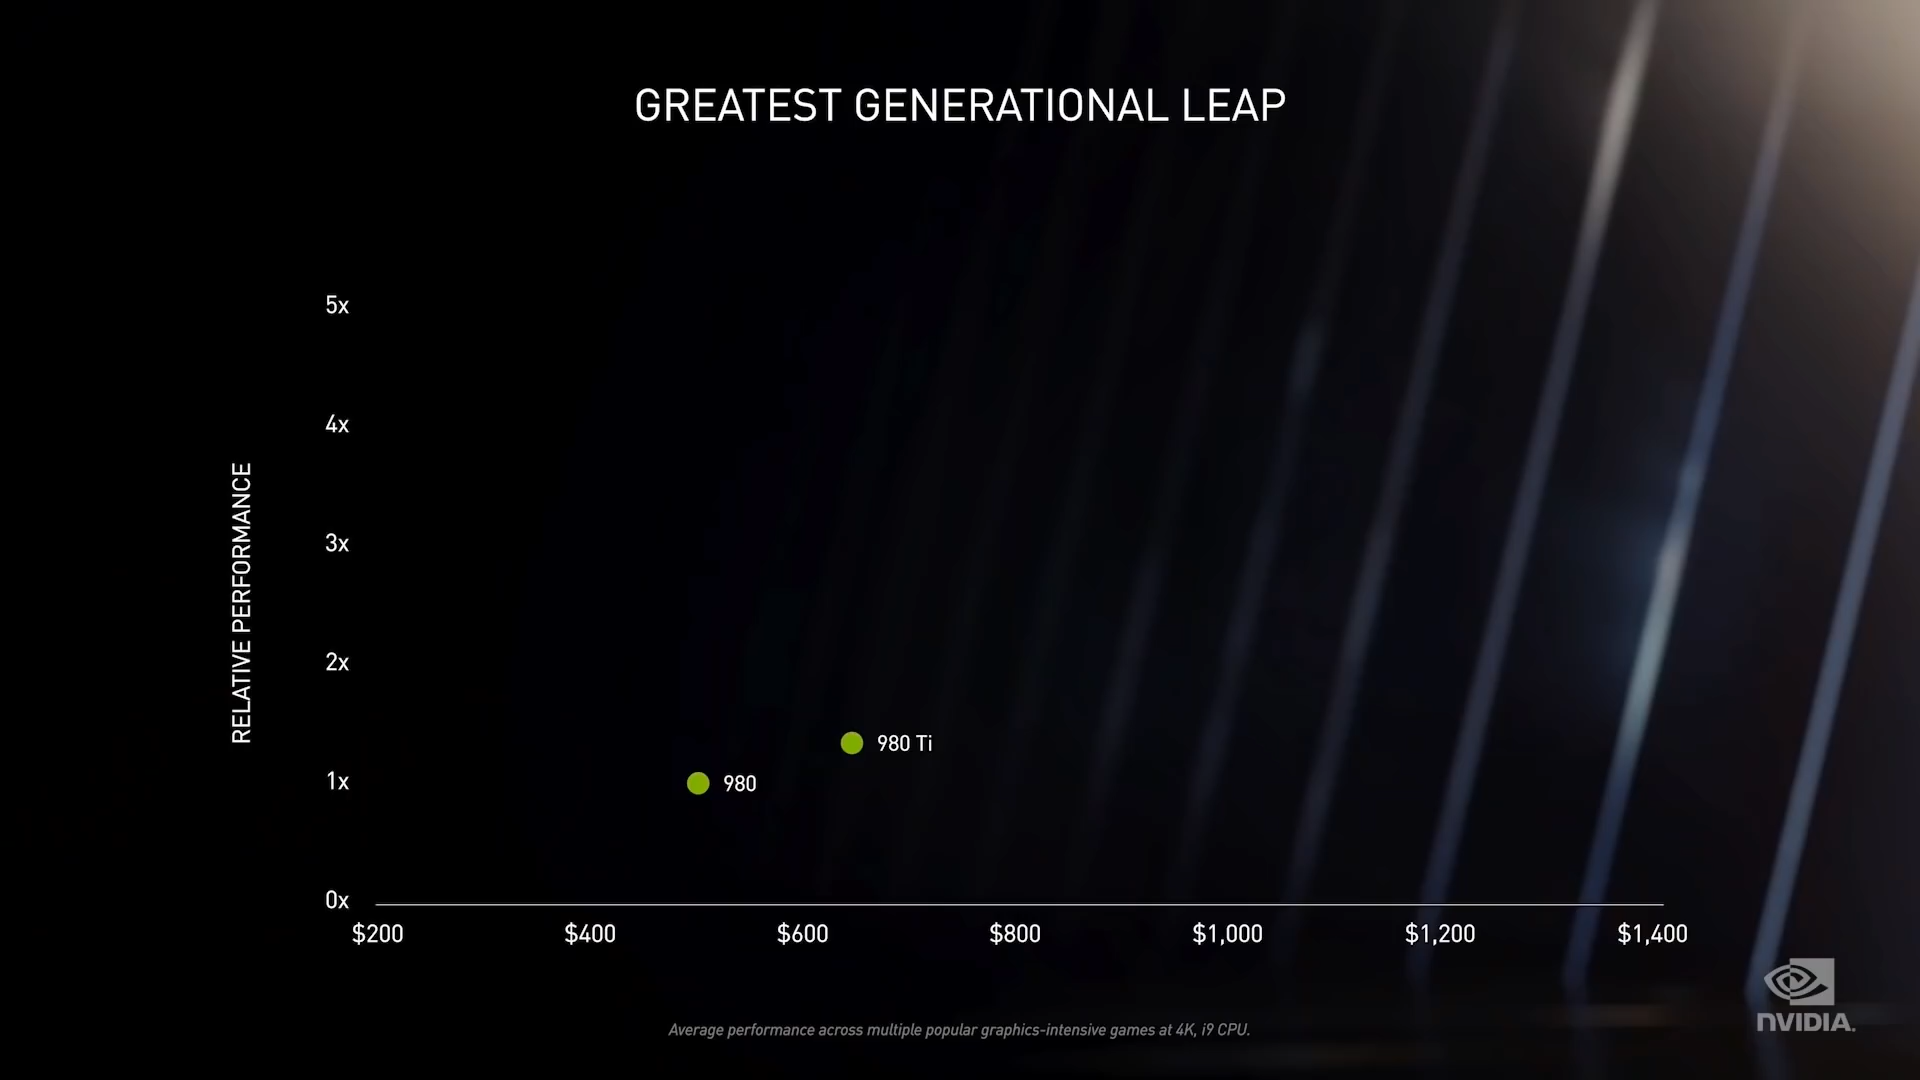 GREATEST GENERATIONAL LEAP
5x
4x
3x
2x
1x
0x
RELATIVE PERFORMANCE
980 Ti
980
$200 $400 $600 $800 $1,000 $1,200 $1,400
Average performance across multiple popular graphics-intensive games at 4K, i9 CPU.
NVIDIA.